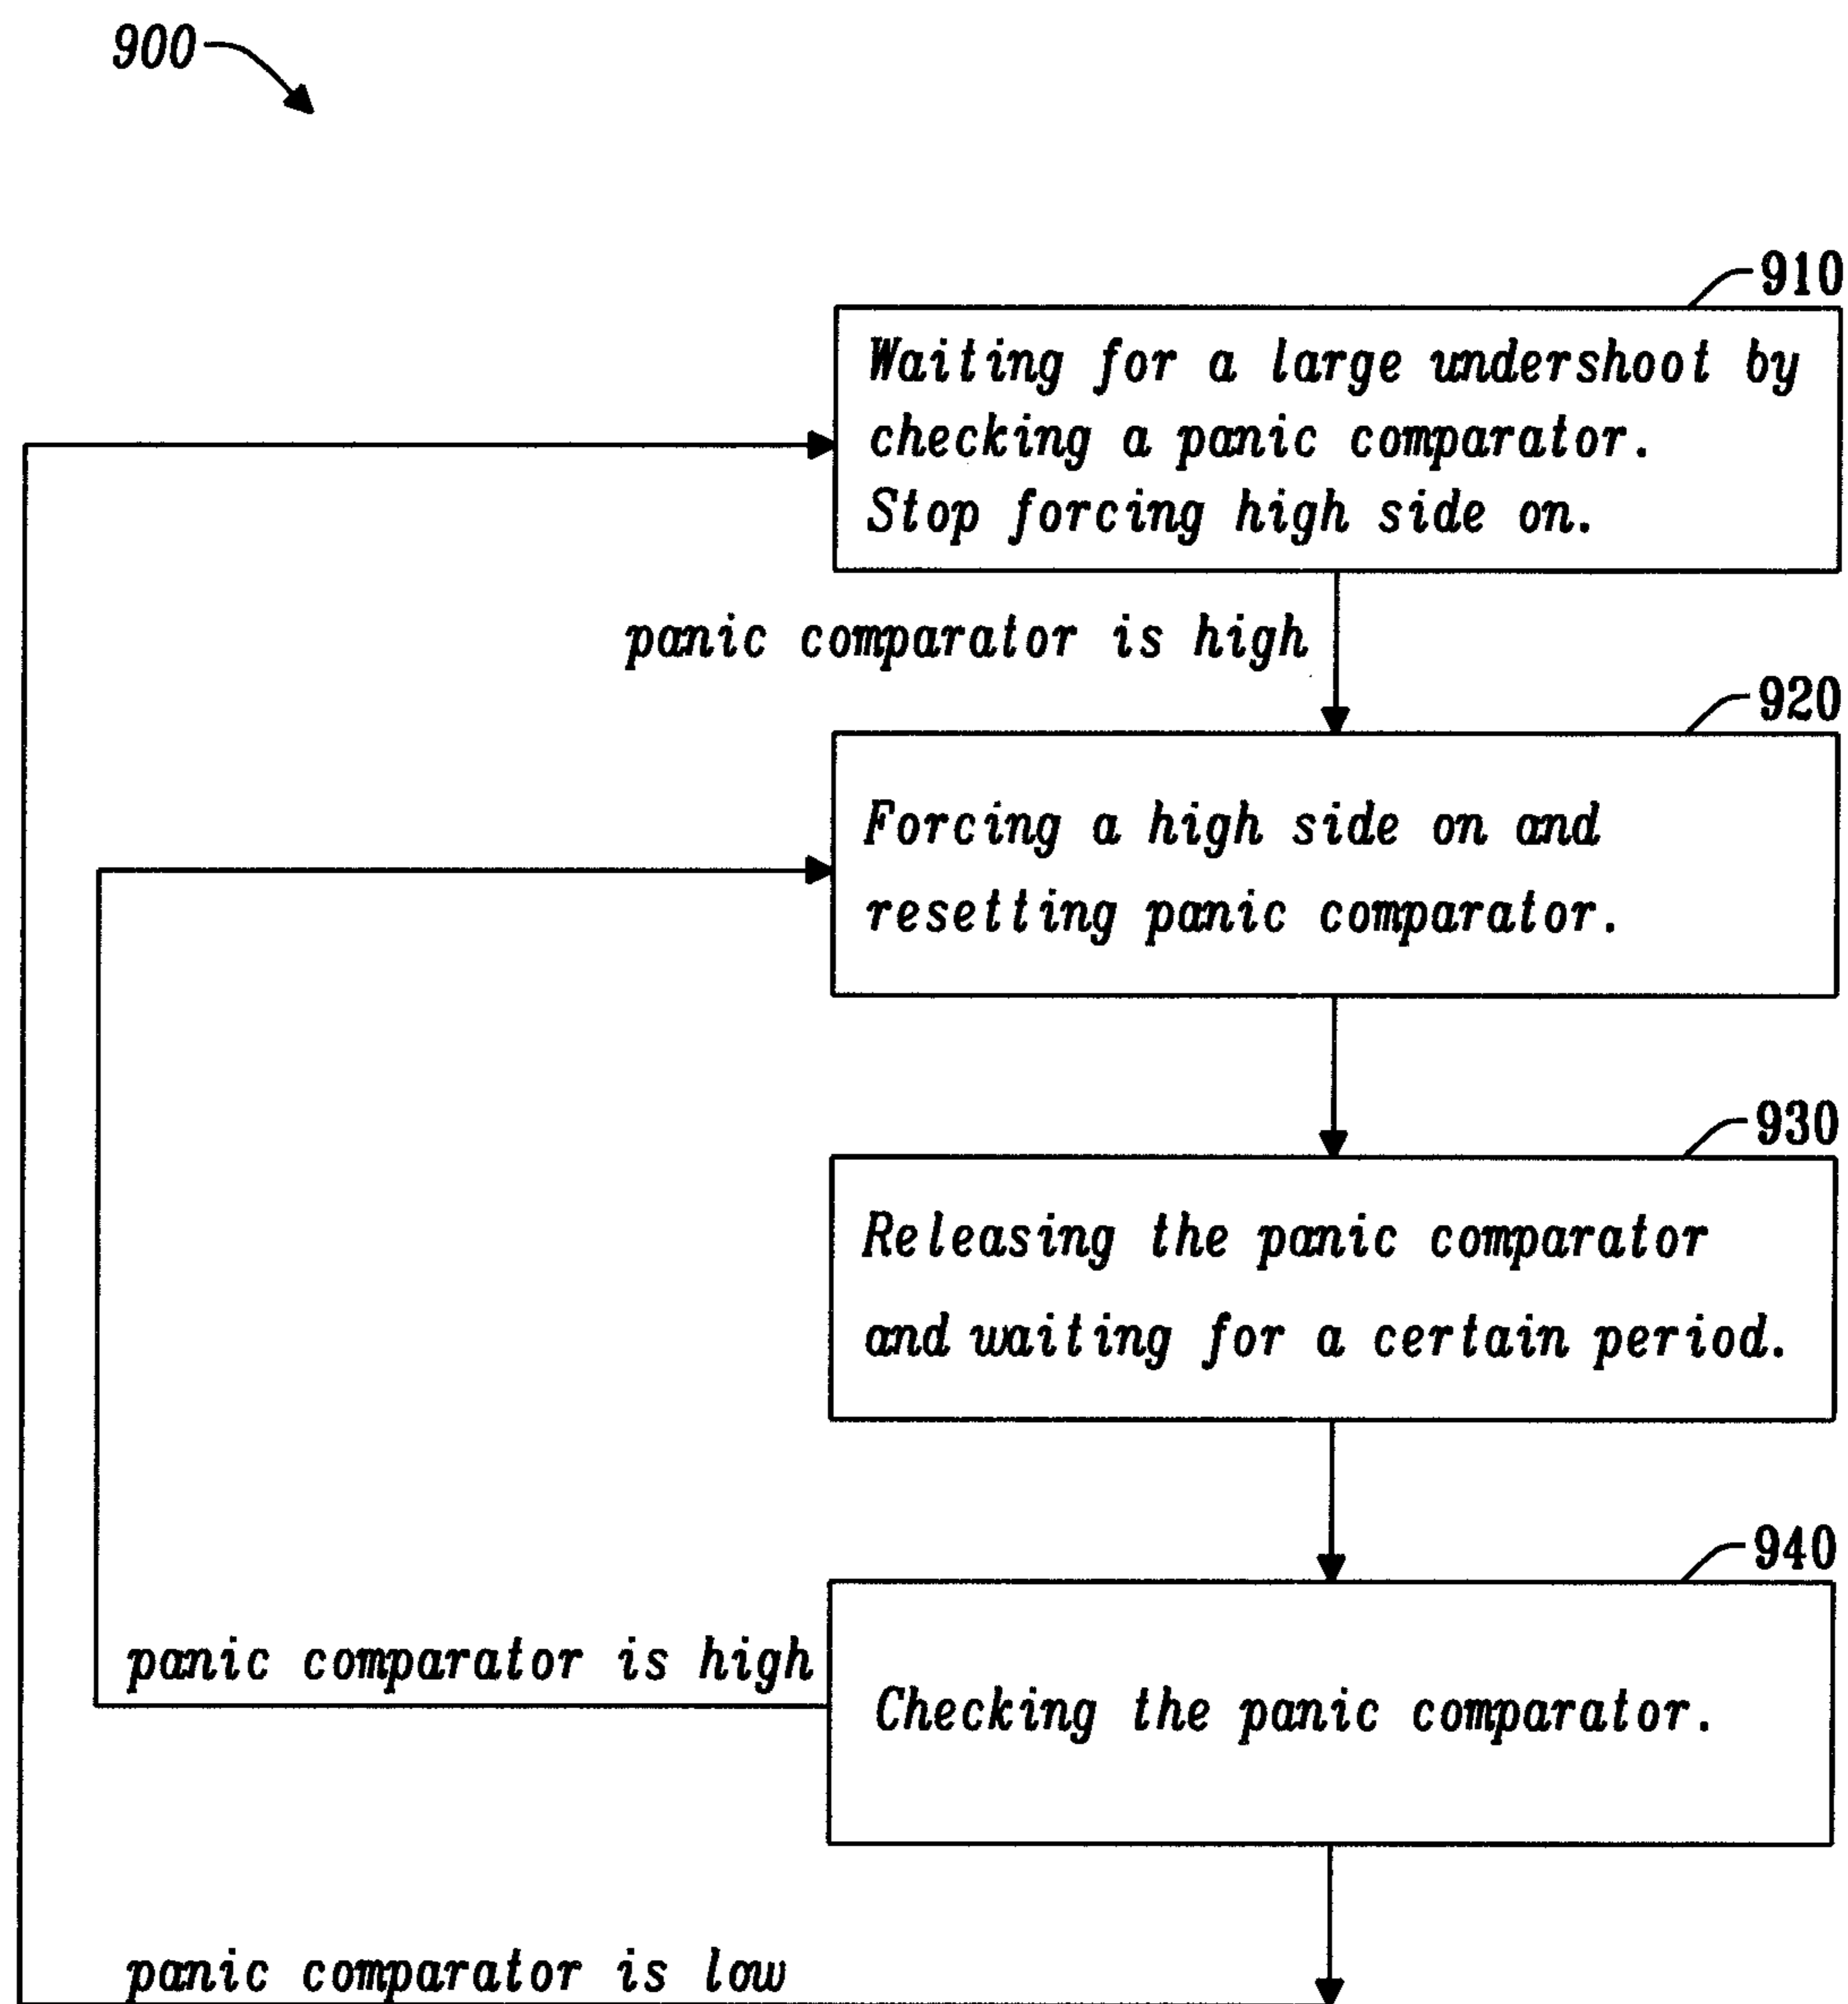 900
910
Waiting for a large undershoot by
checking a panic comparator.
Stop forcing high side on.
panic comparator is high
920
Forcing a high side on and
resetting panic comparator.
930
Releasing the panic comparator
and waiting for a certain period.
940
panic comparator is high
Checking the panic comparator.
panic comparator is low